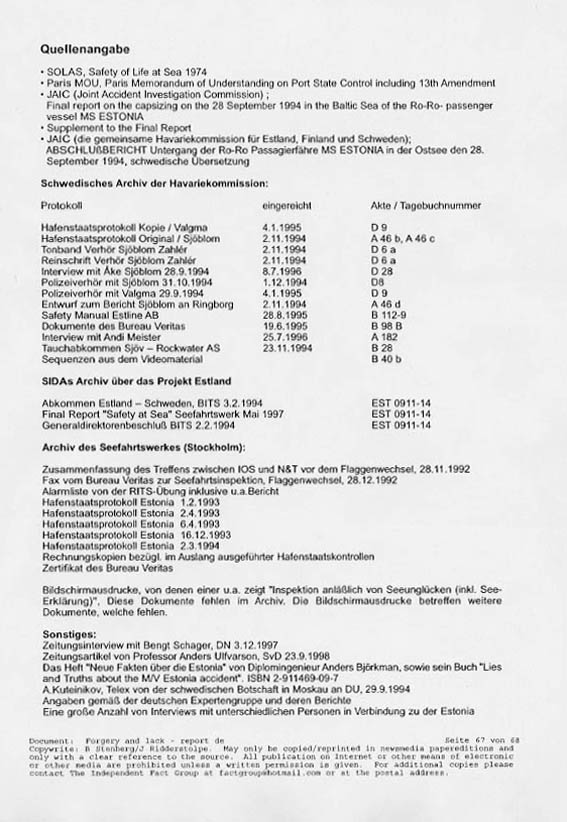 Quellenangabe
• SOLAS, Safety of Life at Sea 1974
• Paris MOU, Paris Memorandum of Understanding on Port State Control including 13th Amendment
• JAIC (Joint Accident Investigation Commission) ;
Final report on the capsizing on the 28 September 1994 in the Baltic Sea of the Ro-Ro- passenger
vessel MS ESTONIA
• Supplement to the Final Report
• JAIC (die gemeinsame Havariekommission für Estland, Finland und Schweden);
ABSCHLUßBERICHT Untergang der Ro-Ro Passagierfähre MS ESTONIA in der Ostsee den 28.
September 1994, schwedische Übersetzung
Schwedisches Archiv der Havariekommission:
Protokoll eingereicht Akte / Tagebuchnummer
Hafenstaatsprotokoll Kopie / Valgma 4.1.1995 D 9
Hafenstaatsprotokoll Original / Sjöblom 2.11.1994 A 46 b, A 46 c
Tonband Verhör Sjöblom Zahlér 2.11.1994 D 6 a
Reinschrift Verhör Sjöblom Zahlér 2.11.1994 D 6 a
Interview mit Åke Sjöblom 28.9.1994 8.7.1996 D 28
Polizeiverhör mit Sjöblom 31.10.1994 1.12.1994 D8
Polizeiverhör mit Valgma 29.9.1994 4.1.1995 D 9
Entwurf zum Bericht Sjöblom an Ringborg 2.11.1994 A 46 d
Safety Manual Estline AB 28.8.1995 B 112-9
Dokumente des Bureau Veritas 19.6.1995 B 98 B
Interview mit Andi Meister 25.7.1996 A 182
Tauchabkommen Sjöv – Rockwater AS 23.11.1994 B 28
Sequenzen aus dem Videomaterial B 40 b
SIDAs Archiv über das Projekt Estland
Abkommen Estland – Schweden, BITS 3.2.1994 EST 0911-14
Final Report "Safety at Sea" Seefahrtswerk Mai 1997 EST 0911-14
Generaldirektorenbeschluß BITS 2.2.1994 EST 0911-14
Archiv des Seefahrtswerkes (Stockholm):
Zusammenfassung des Treffens zwischen IOS und N&T vor dem Flaggenwechsel, 28.11.1992
Fax vom Bureau Veritas zur Seefahrtsinspektion, Flaggenwechsel, 28.12.1992
Alarmliste von der RITS-Übung inklusive u.a.Bericht
Hafenstaatsprotokoll Estonia 1.2.1993
Hafenstaatsprotokoll Estonia 2.4.1993
Hafenstaatsprotokoll Estonia 6.4.1993
Hafenstaatsprotokoll Estonia 16.12.1993
Hafenstaatsprotokoll Estonia 2.3.1994
Rechnungskopien bezügl. im Auslang ausgeführter Hafenstaatskontrollen
Zertifikat des Bureau Veritas
Bildschirmausdrucke, von denen einer u.a. zeigt "Inspektion anläßlich von Seeunglücken (inkl. See-
Erklärung)", Diese Dokumente fehlen im Archiv. Die Bildschirmausdrucke betreffen weitere
Dokumente, welche fehlen.
Sonstiges:
Zeitungsinterview mit Bengt Schager, DN 3.12.1997
Zeitungsartikel von Professor Anders Ulfvarson, SvD 23.9.1998
Das Heft "Neue Fakten über die Estonia" von Diplomingenieur Anders Björkman, sowie sein Buch "Lies
and Truths about the M/V Estonia accident". ISBN 2-911469-09-7
A.Kuteinikov, Telex von der schwedischen Botschaft in Moskau an DU, 29.9.1994
Angaben gemäß der deutschen Expertengruppe und deren Berichte
Eine große Anzahl von Interviews mit unterschiedlichen Personen in Verbindung zu der Estonia
Document: Forgery and lack - report de Seite 67 von 68
Copywrite: B Stenberg/J Ridderstolpe. May only be copied/reprinted in newsmedia papereditions and
only with a clear reference to the source. All publication on Internet or other means of electronic
or other media are prohibited unless a written permission is given. For additional copies please
contact The Independent Fact Group at factgroup@hotmail.com or at the postal address.